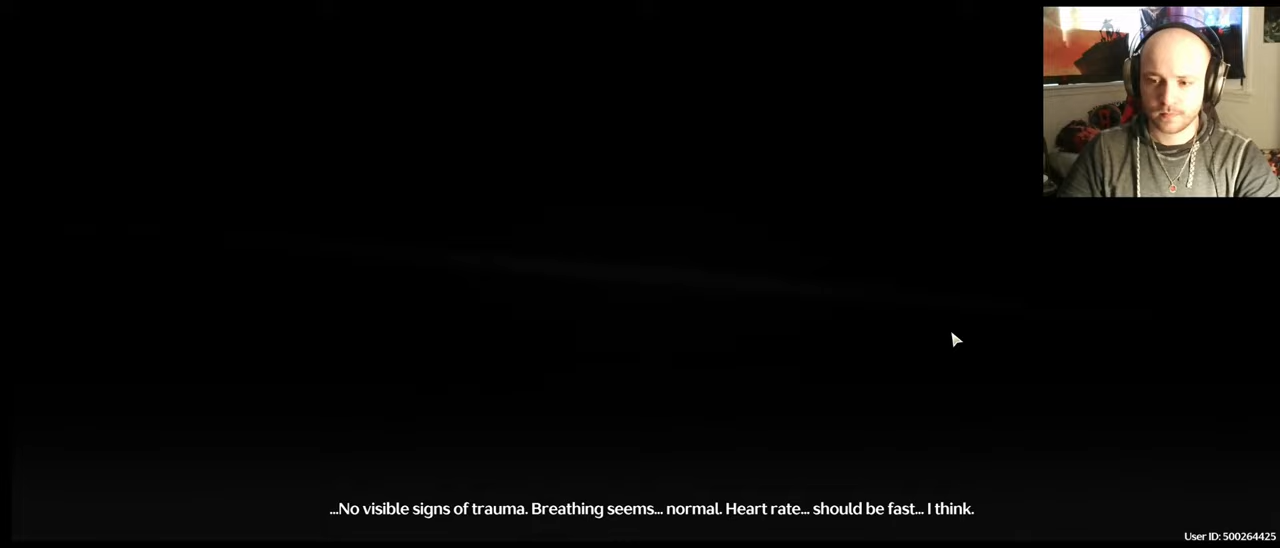 ...No visible signs of trauma. Breathing seems... normal. Heart rate... should be fast... I think.
User ID: 500264425